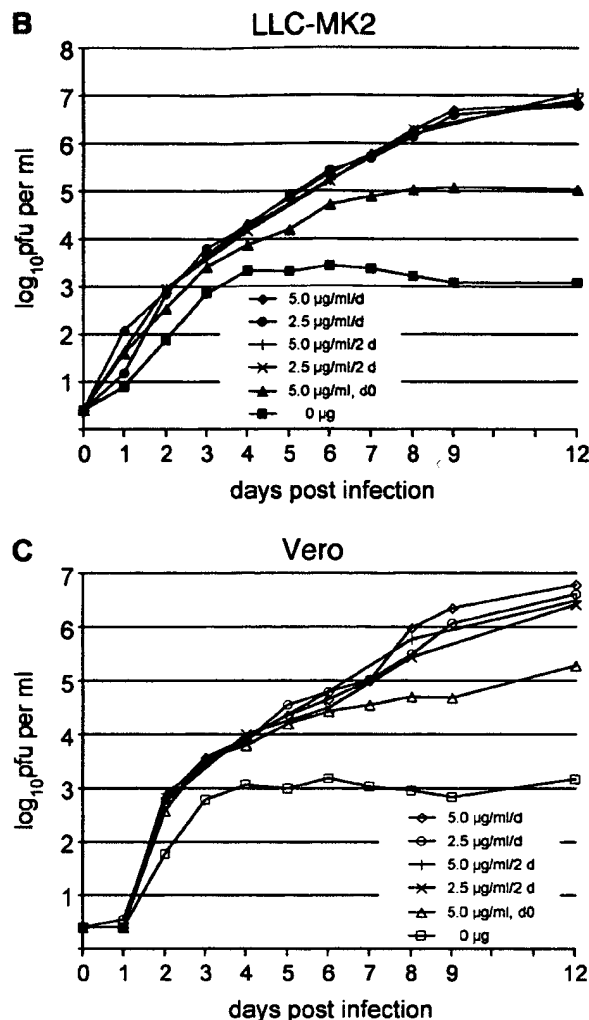 B
LLC-MK2
8
7
6
5
4
3
2
1
log10pfu per ml
5.0 µg/ml/d
2.5 µg/ml/d
5.0 µg/ml/2 d
2.5 µg/ml/2 d
5.0 µg/ml, d0
0 µg
0 1 2 3 4 5 6 7 8 9 12
days post infection
C
Vero
7
6
5
4
3
2
1
log10pfu per ml
5.0 µg/ml/d
2.5 µg/ml/d
5.0 µg/ml/2 d
2.5 µg/ml/2 d
5.0 µg/ml, d0
0 µg
0 1 2 3 4 5 6 7 8 9 12
days post infection